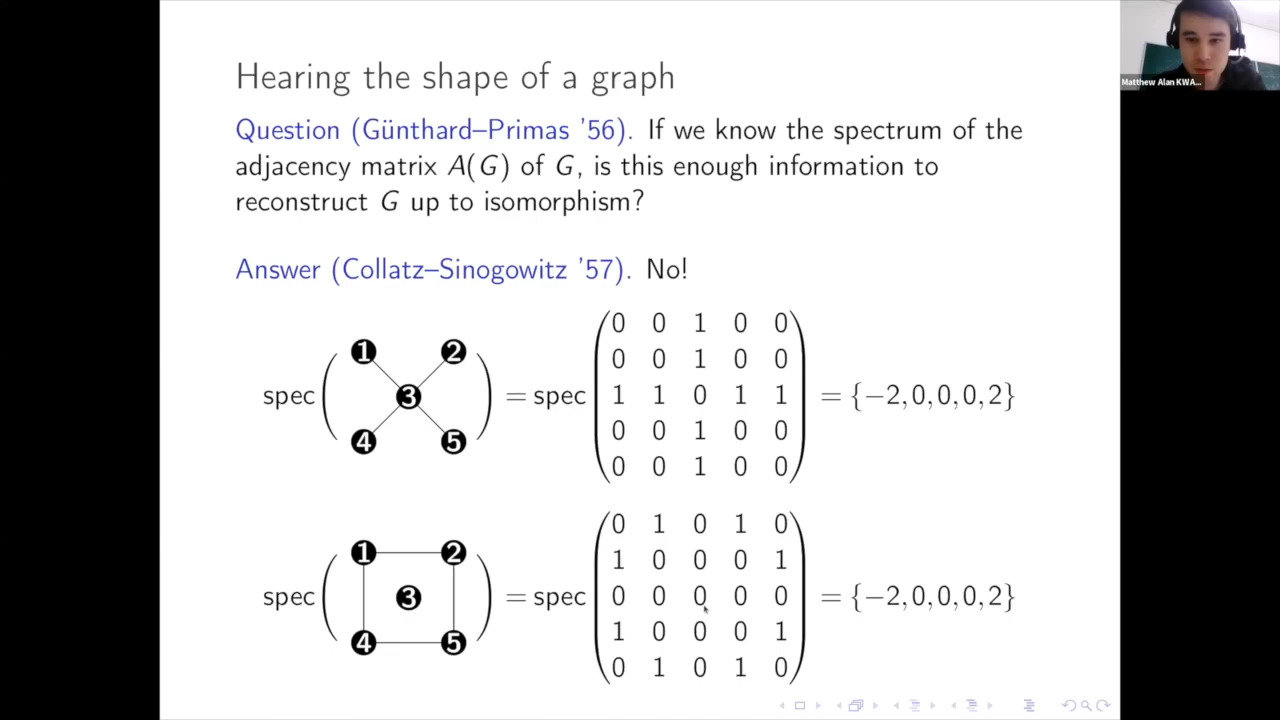 Hearing the shape of a graph
Matthew Alan KWA...
Question (Günthard–Primas '56). If we know the spectrum of the
adjacency matrix A(G) of G, is this enough information to
reconstruct G up to isomorphism?
Answer (Collatz–Sinogowitz '57). No!
spec ( 1 2 3 4 5 ) = spec ( 0 0 1 0 0
0 0 1 0 0
1 1 0 1 1
0 0 1 0 0
0 0 1 0 0 ) = {−2, 0, 0, 0, 2}
spec ( 1 2 3 4 5 ) = spec ( 0 1 0 1 0
1 0 0 0 1
0 0 0 0 0
1 0 0 0 1
0 1 0 1 0 ) = {−2, 0, 0, 0, 2}